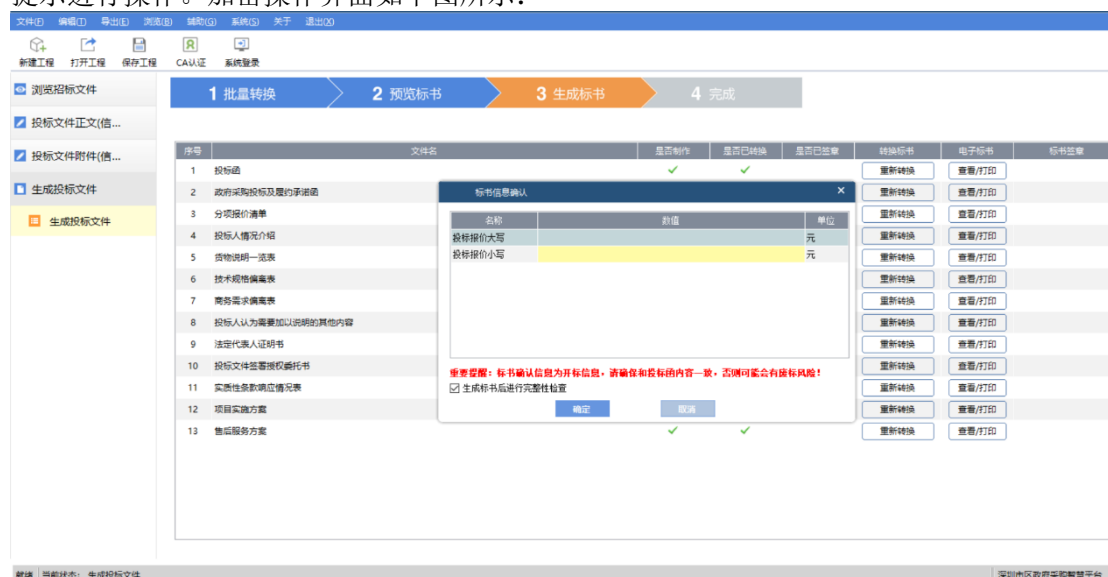 提示进行操作。加密操作界面如下图所示：
文件(F) 编辑(T) 导出(E) 浏览(B) 辅助(G) 系统(S) 关于 退出(X)
新建工程 打开工程 保存工程 CA认证 系统登录
浏览招标文件
投标文件正文(信...
投标文件附件(信...
生成投标文件
生成投标文件
1 批量转换 2 预览标书 3 生成标书 4 完成
序号 文件名 是否制作 是否已转换 是否已签章 转换标书 电子标书 标书签章
1 投标函 重新转换 查看/打印
2 政府采购投标及履约承诺函 重新转换 查看/打印
3 分项报价清单 重新转换 查看/打印
4 投标人情况介绍 重新转换 查看/打印
5 货物说明一览表 重新转换 查看/打印
6 技术规格偏离表 重新转换 查看/打印
7 商务需求偏离表 重新转换 查看/打印
8 投标人认为需要加以说明的其他内容 重新转换 查看/打印
9 法定代表人证明书 重新转换 查看/打印
10 投标文件签署授权委托书 重新转换 查看/打印
11 实质性条款响应情况表 重新转换 查看/打印
12 项目实施方案 重新转换 查看/打印
13 售后服务方案 重新转换 查看/打印
标书信息确认 ×
名称 数值 单位
投标报价大写 元
投标报价小写 元
重要提醒：标书确认信息为开标信息，请确保和投标函内容一致，否则可能会有废标风险！
生成标书后进行完整性检查
确定 取消
就绪 当前状态： 生成投标文件 深圳市区政府采购智慧平台